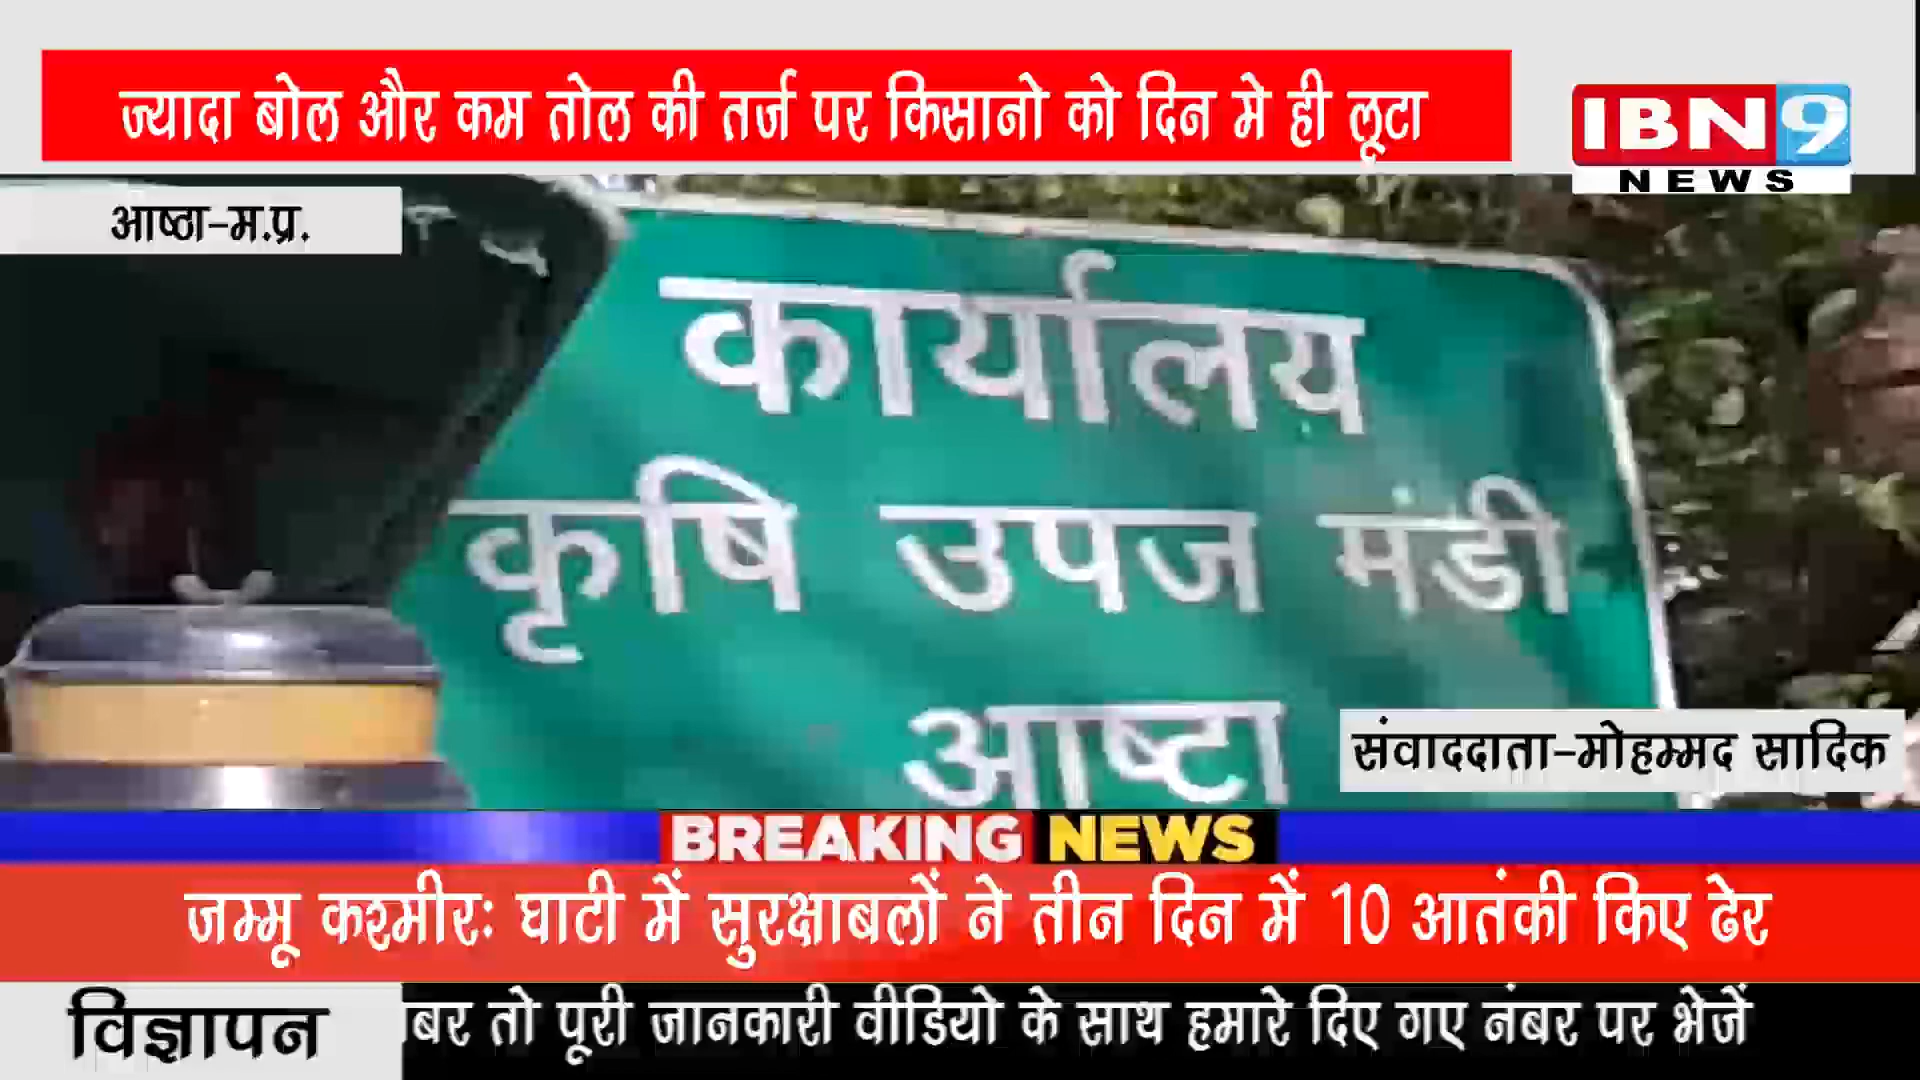 ज्यादा बोल और कम तोल की तर्ज पर किसानो को दिन मे ही लूटा
IBN9
NEWS
आष्ठा-म.प्र.
कार्यालय
कृषि उपज मंडी
आष्टा
संवाददाता-मोहम्मद सादिक
BREAKING NEWS
जम्मू कश्मीरः घाटी में सुरक्षाबलों ने तीन दिन में 10 आतंकी किए ढेर
विज्ञापन
बर तो पूरी जानकारी वीडियो के साथ हमारे दिए गए नंबर पर भेजें